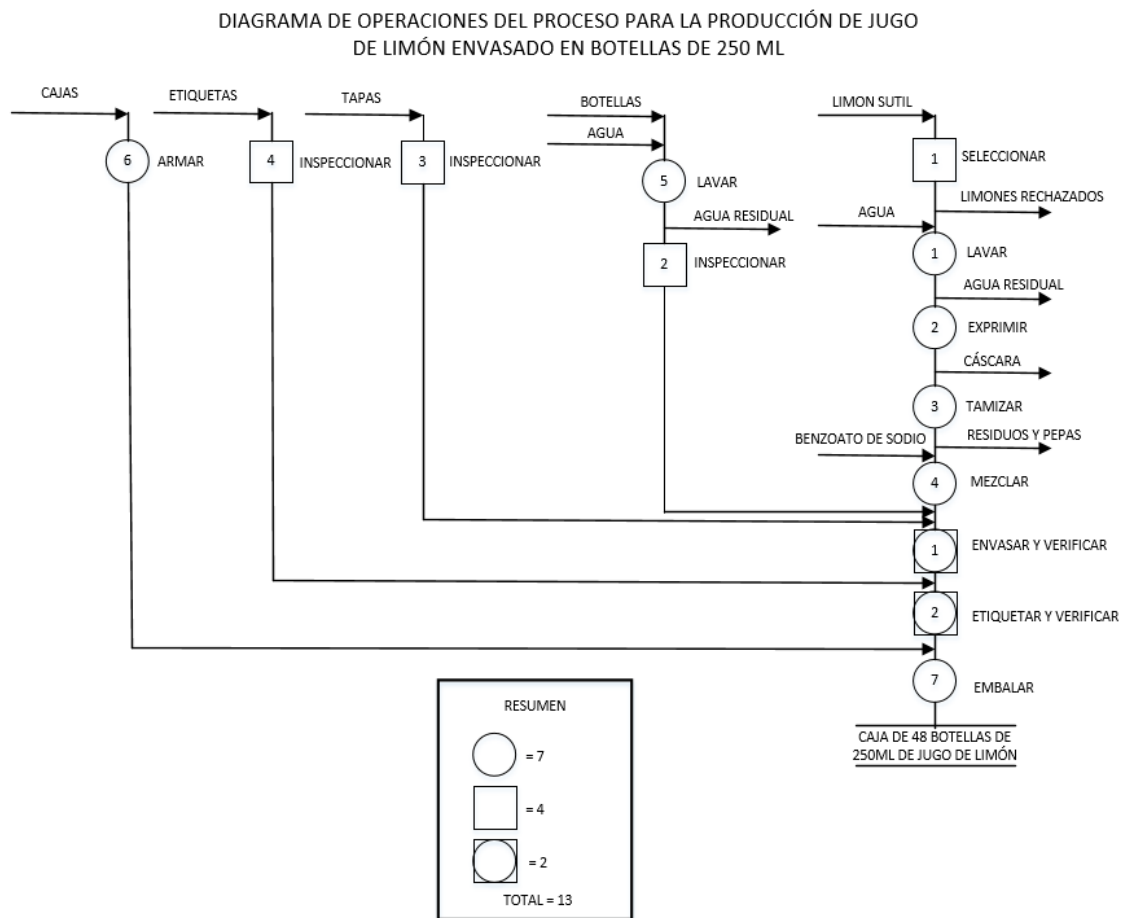 DIAGRAMA DE OPERACIONES DEL PROCESO PARA LA PRODUCCIÓN DE JUGO
DE LIMÓN ENVASADO EN BOTELLAS DE 250 ML
CAJAS
6
ARMAR
ETIQUETAS
4
INSPECCIONAR
TAPAS
3
INSPECCIONAR
BOTELLAS
AGUA
5
LAVAR
AGUA RESIDUAL
2
INSPECCIONAR
LIMON SUTIL
1
SELECCIONAR
LIMONES RECHAZADOS
AGUA
1
LAVAR
AGUA RESIDUAL
2
EXPRIMIR
CÁSCARA
3
TAMIZAR
RESIDUOS Y PEPAS
BENZOATO DE SODIO
4
MEZCLAR
1
ENVASAR Y VERIFICAR
2
ETIQUETAR Y VERIFICAR
7
EMBALAR
CAJA DE 48 BOTELLAS DE
250ML DE JUGO DE LIMÓN
RESUMEN
= 7
= 4
= 2
TOTAL = 13